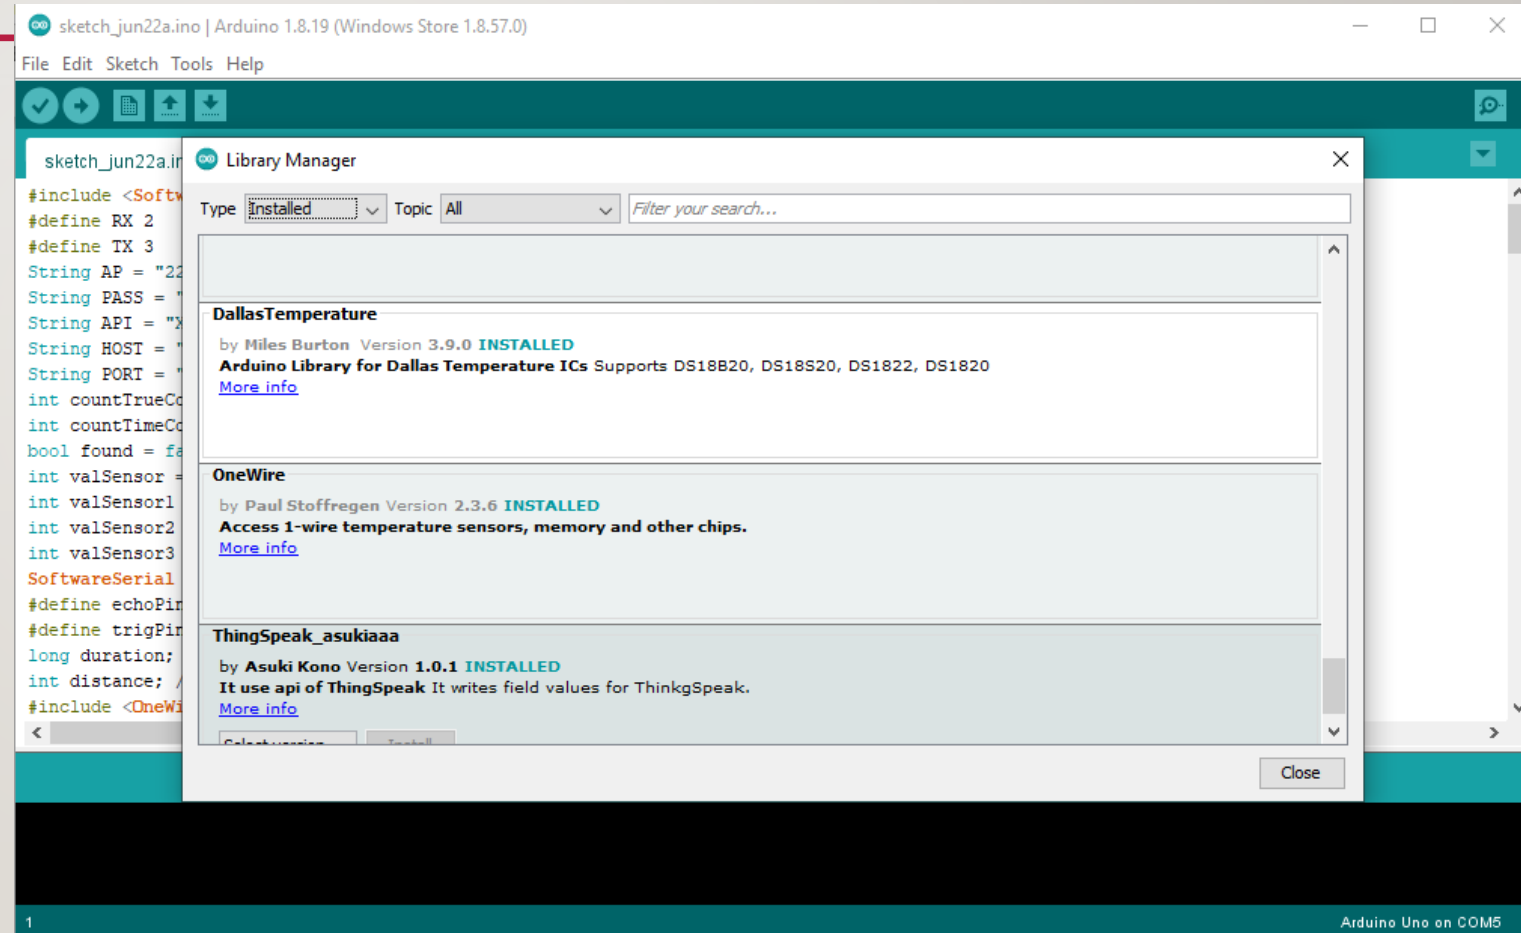 sketch_jun22a.ino | Arduino 1.8.19 (Windows Store 1.8.57.0)
File Edit Sketch Tools Help
sketch_jun22a.in
Library Manager
Type Installed Topic All Filter your search...
#include <Softw
#define RX 2
#define TX 3
String AP = "22
String PASS = "
String API = "X
String HOST = "
String PORT = "
int countTrueCo
int countTimeCo
bool found = fa
int valSensor =
int valSensor1
int valSensor2
int valSensor3
SoftwareSerial
#define echoPin
#define trigPin
long duration;
int distance; /
#include <OneWi
DallasTemperature
by Miles Burton Version 3.9.0 INSTALLED
Arduino Library for Dallas Temperature ICs Supports DS18B20, DS18S20, DS1822, DS1820
More info
OneWire
by Paul Stoffregen Version 2.3.6 INSTALLED
Access 1-wire temperature sensors, memory and other chips.
More info
ThingSpeak_asukiaaa
by Asuki Kono Version 1.0.1 INSTALLED
It use api of ThingSpeak It writes field values for ThinkgSpeak.
More info
Select version Install
Close
1
Arduino Uno on COM5